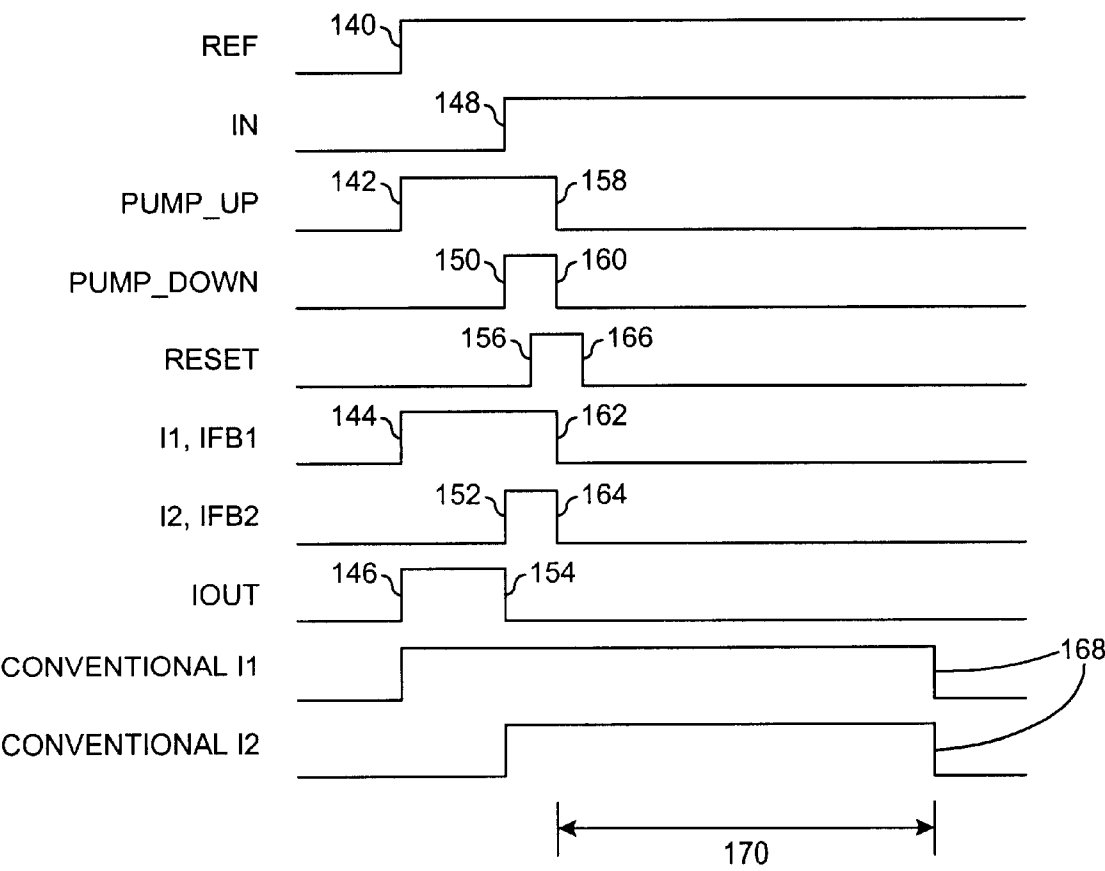 REF 140
IN 148
PUMP_UP 142 158
PUMP_DOWN 150 160
RESET 156 166
I1, IFB1 144 162
I2, IFB2 152 164
IOUT 146 154
CONVENTIONAL I1 168
CONVENTIONAL I2
170